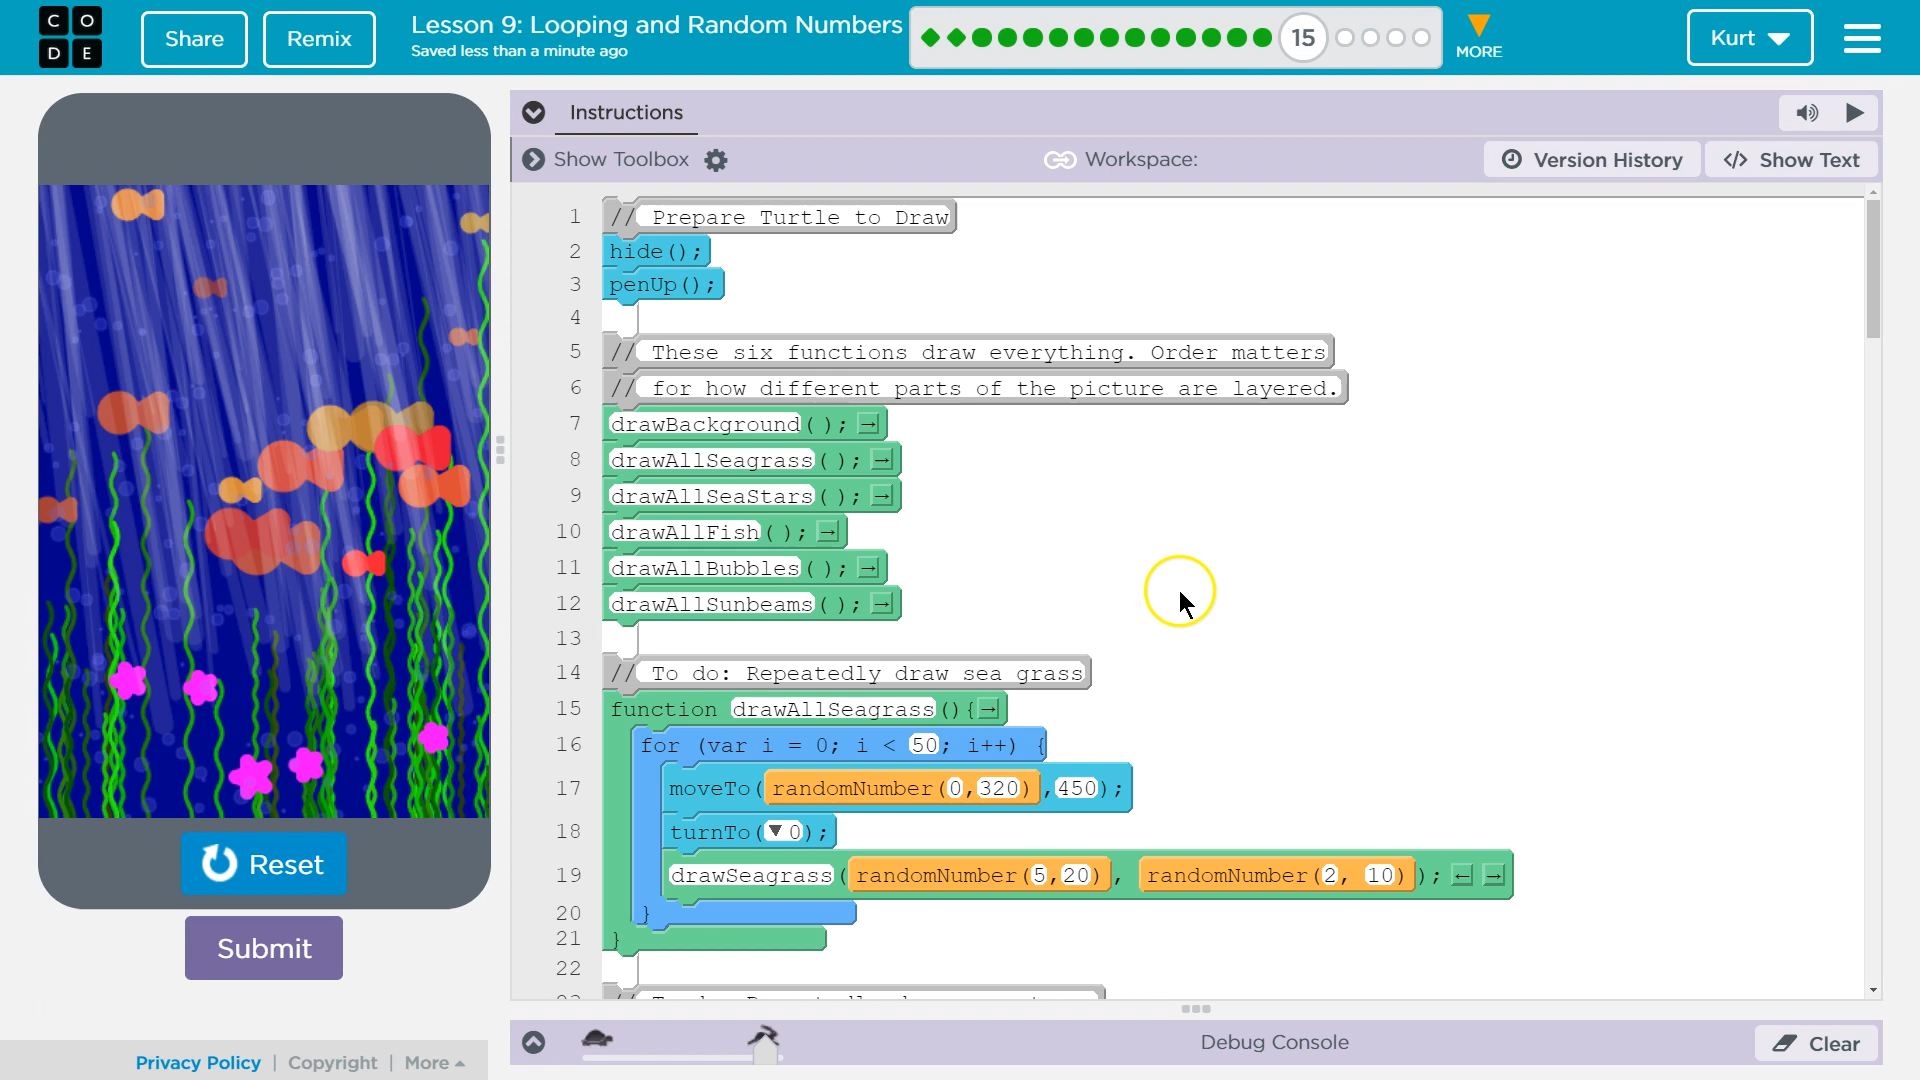 CODE
Share
Remix
Lesson 9: Looping and Random Numbers
Saved less than a minute ago
15
MORE
Kurt
Instructions
Show Toolbox
Workspace:
Version History
</> Show Text
1 // Prepare Turtle to Draw
2 hide();
3 penUp();
4
5 // These six functions draw everything. Order matters
6 // for how different parts of the picture are layered.
7 drawBackground(); →
8 drawAllSeagrass(); →
9 drawAllSeaStars(); →
10 drawAllFish(); →
11 drawAllBubbles(); →
12 drawAllSunbeams(); →
13
14 // To do: Repeatedly draw sea grass
15 function drawAllSeagrass(){ →
16 for (var i = 0; i < 50; i++) {
17 moveTo(randomNumber(0,320),450);
18 turnTo(▼ 0);
19 drawSeagrass(randomNumber(5,20), randomNumber(2, 10)); ← →
20 }
21 }
22
Reset
Submit
Debug Console
Clear
Privacy Policy | Copyright | More